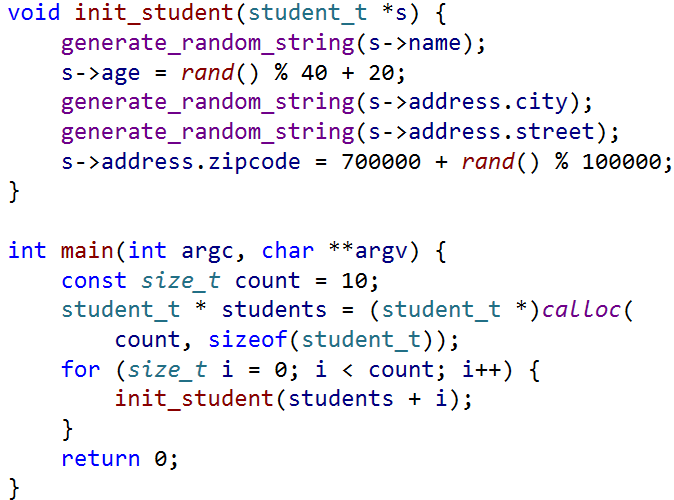 void init_student(student_t *s) {
    generate_random_string(s->name);
    s->age = rand() % 40 + 20;
    generate_random_string(s->address.city);
    generate_random_string(s->address.street);
    s->address.zipcode = 700000 + rand() % 100000;
}

int main(int argc, char **argv) {
    const size_t count = 10;
    student_t * students = (student_t *)calloc(
        count, sizeof(student_t));
    for (size_t i = 0; i < count; i++) {
        init_student(students + i);
    }
    return 0;
}